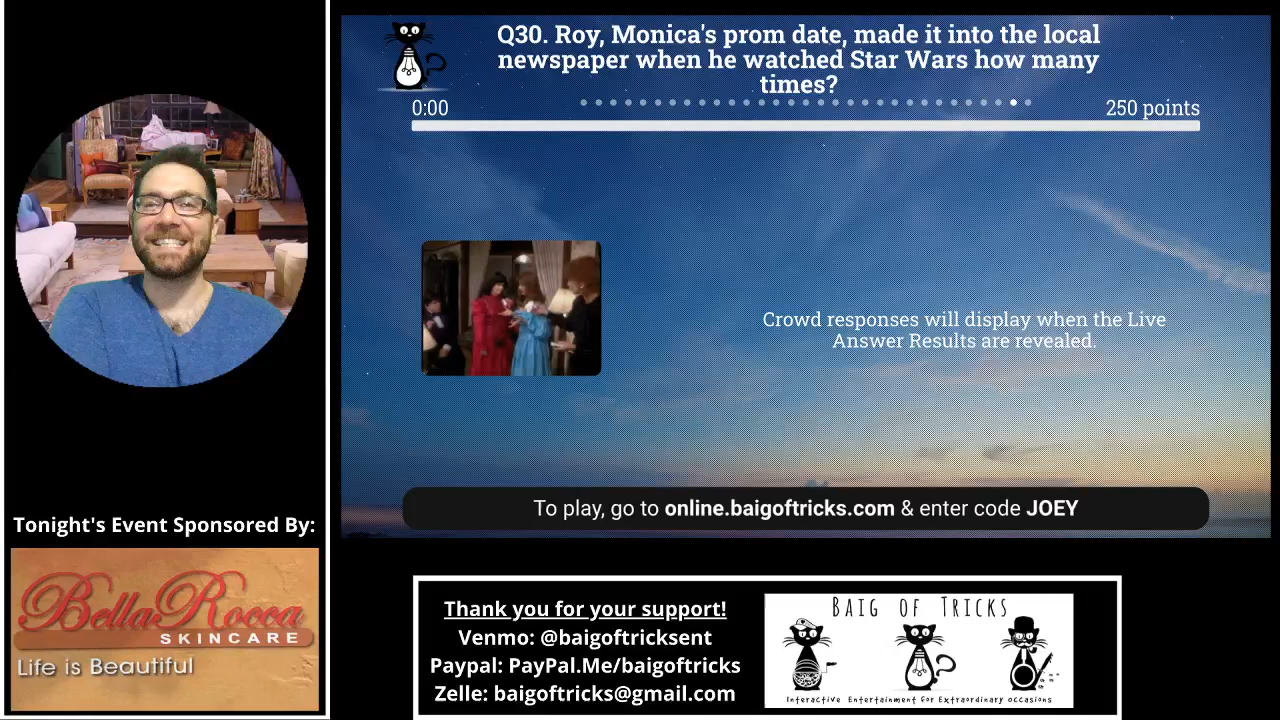 Q30. Roy, Monica's prom date, made it into the local
newspaper when he watched Star Wars how many
times?
0:00
250 points
Crowd responses will display when the Live
Answer Results are revealed.
To play, go to online.baigoftricks.com & enter code JOEY
Tonight's Event Sponsored By:
BellaRocca
SKINCARE
Life is Beautiful
Thank you for your support!
Venmo: @baigoftricksent
Paypal: PayPal.Me/baigoftricks
Zelle: baigoftricks@gmail.com
BAIG OF TRICKS
Interactive Entertainment for Extraordinary occasions